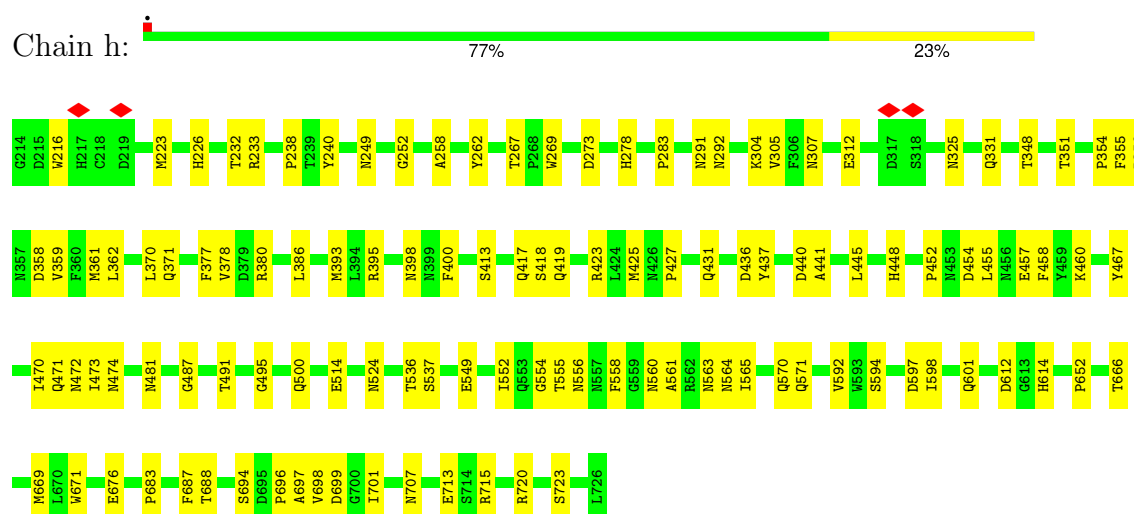 Chain h:
77% 23%
G214 D215 W216 H217 C218 D219 M223 H226 T232 R233 P238 T239 Y240 N249 G252 A258 Y262 T267 P268 W269 D273 H278 P283 N291 N292 K304 V305 F306 N307 E312 D317 S318 N325 Q331 T348 T351 P354 F355
N357 D358 V359 F360 M361 L362 L370 Q371 F377 V378 D379 R380 L386 M393 L394 R395 N398 N399 F400 S413 Q417 S418 Q419 R423 L424 M425 N426 P427 Q431 D436 Y437 D440 A441 L445 H448 P452 N453 D454 L455 N456 E457 F458 Y459 K460 Y467
I470 Q471 N472 I473 N474 N481 G487 T491 G495 Q500 E514 N524 T536 S537 E549 I552 Q553 G554 T555 N556 N557 F558 G559 N560 A561 R562 N563 N564 I565 Q570 Q571 V592 W593 S594 D597 I598 Q601 D612 G613 H614 P652 T666
M669 L670 W671 E676 P683 F687 T688 S694 D695 P696 A697 V698 D699 G700 I701 N707 E713 S714 R715 R720 S723 L726